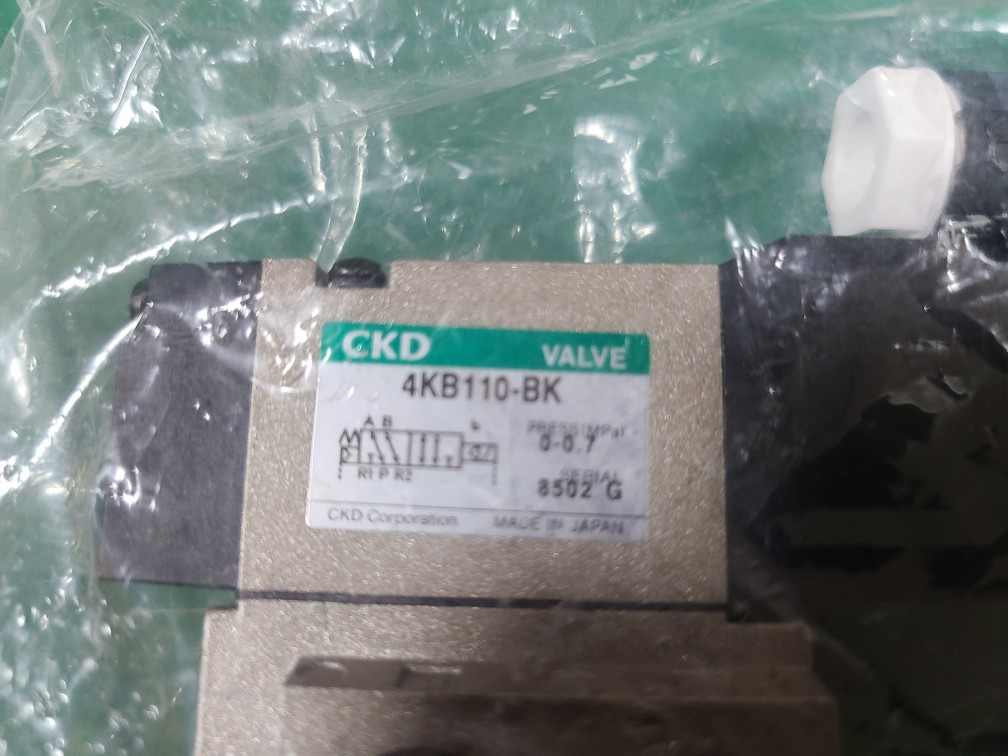 CKD VALVE
4KB110-BK
A B b
R1 P R2
PRESS(MPa)
0-0.7
SERIAL
8502 G
CKD Corporation MADE IN JAPAN